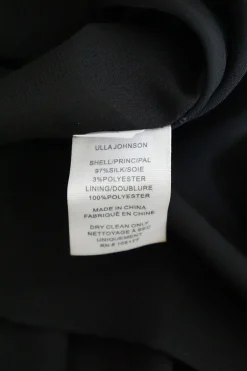 ULLA JOHNSON
SHELL/PRINCIPAL
97%SILK/SOIE
3%POLYESTER
LINING/DOUBLURE
100%POLYESTER
MADE IN CHINA
FABRIQUÉ EN CHINE
DRY CLEAN ONLY
NETTOYAGE À SEC
UNIQUEMENT